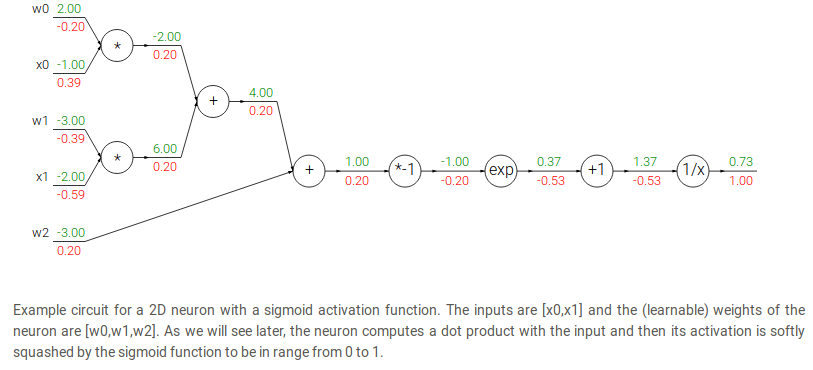 w0 2.00
-0.20
*
-2.00
0.20
x0 -1.00
0.39
+
4.00
0.20
w1 -3.00
-0.39
*
6.00
0.20
x1 -2.00
-0.59
+
1.00
0.20
*-1
-1.00
-0.20
exp
0.37
-0.53
+1
1.37
-0.53
1/x
0.73
1.00
w2 -3.00
0.20
Example circuit for a 2D neuron with a sigmoid activation function. The inputs are [x0,x1] and the (learnable) weights of the
neuron are [w0,w1,w2]. As we will see later, the neuron computes a dot product with the input and then its activation is softly
squashed by the sigmoid function to be in range from 0 to 1.